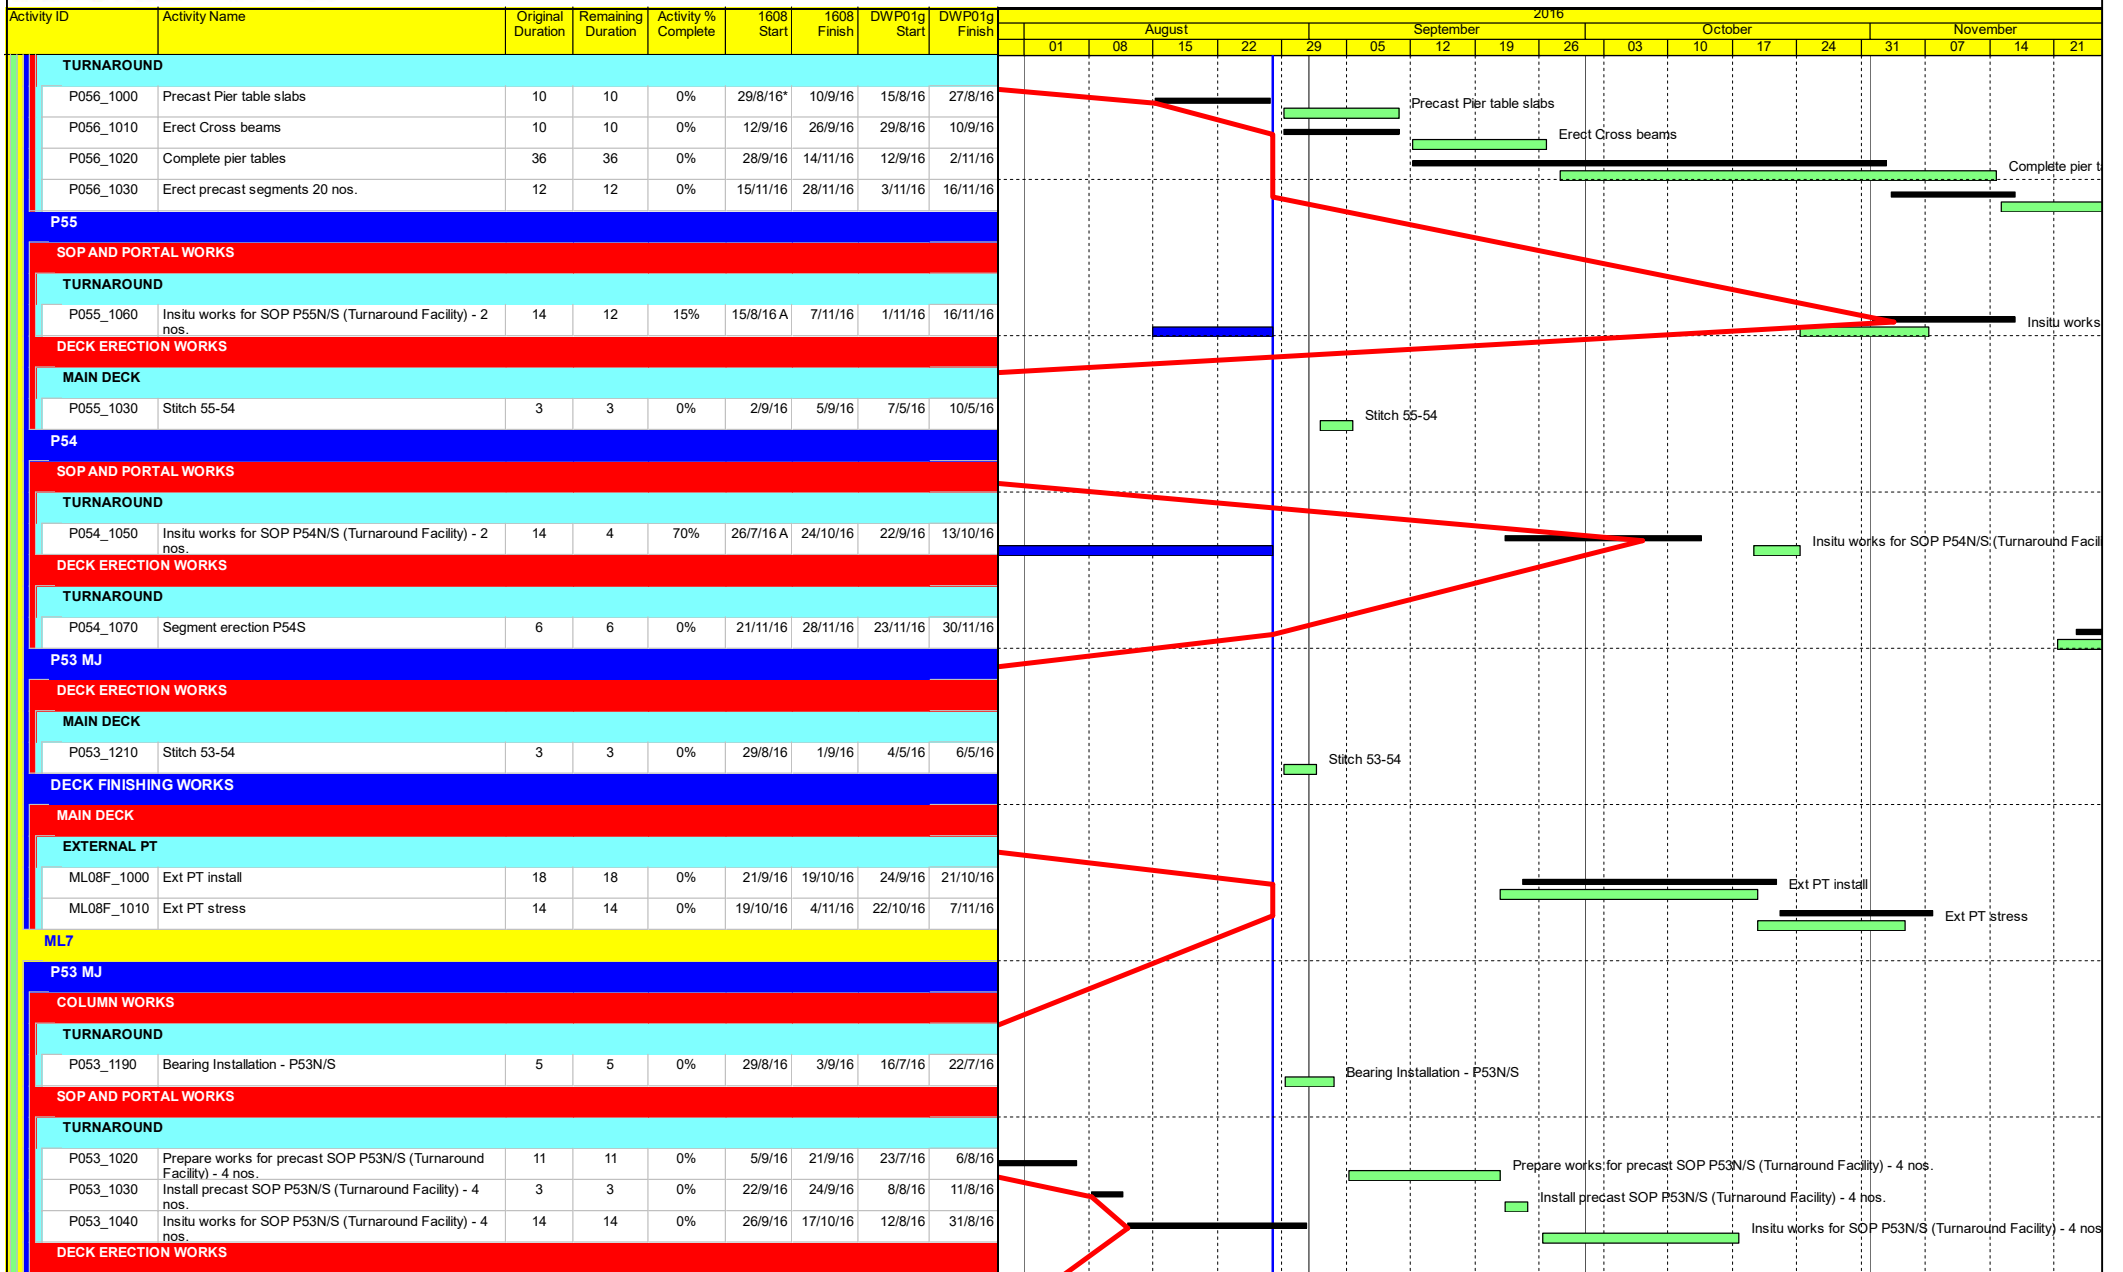 2016
Activity ID Activity Name Original Duration Remaining Duration Activity % Complete 1608 Start 1608 Finish DWP01g Start DWP01g Finish
August September October November
01 08 15 22 29 05 12 19 26 03 10 17 24 31 07 14 21
TURNAROUND
P056_1000 Precast Pier table slabs 10 10 0% 29/8/16* 10/9/16 15/8/16 27/8/16 Precast Pier table slabs
P056_1010 Erect Cross beams 10 10 0% 12/9/16 26/9/16 29/8/16 10/9/16 Erect Cross beams
P056_1020 Complete pier tables 36 36 0% 28/9/16 14/11/16 12/9/16 2/11/16 Complete pier
P056_1030 Erect precast segments 20 nos. 12 12 0% 15/11/16 28/11/16 3/11/16 16/11/16
P55
SOP AND PORTAL WORKS
TURNAROUND
P055_1060 Insitu works for SOP P55N/S (Turnaround Facility) - 2 14 12 15% 15/8/16 A 7/11/16 1/11/16 16/11/16 Insitu works
nos.
DECK ERECTION WORKS
MAIN DECK
P055_1030 Stitch 55-54 3 3 0% 2/9/16 5/9/16 7/5/16 10/5/16 Stitch 55-54
P54
SOP AND PORTAL WORKS
TURNAROUND
P054_1050 Insitu works for SOP P54N/S (Turnaround Facility) - 2 14 4 70% 26/7/16 A 24/10/16 22/9/16 13/10/16 Insitu works for SOP P54N/S (Turnaround Facil
nos.
DECK ERECTION WORKS
TURNAROUND
P054_1070 Segment erection P54S 6 6 0% 21/11/16 28/11/16 23/11/16 30/11/16
P53 MJ
DECK ERECTION WORKS
MAIN DECK
P053_1210 Stitch 53-54 3 3 0% 29/8/16 1/9/16 4/5/16 6/5/16 Stitch 53-54
DECK FINISHING WORKS
MAIN DECK
EXTERNAL PT
ML08F_1000 Ext PT install 18 18 0% 21/9/16 19/10/16 24/9/16 21/10/16 Ext PT install
ML08F_1010 Ext PT stress 14 14 0% 19/10/16 4/11/16 22/10/16 7/11/16 Ext PT stress
ML7
P53 MJ
COLUMN WORKS
TURNAROUND
P053_1190 Bearing Installation - P53N/S 5 5 0% 29/8/16 3/9/16 16/7/16 22/7/16 Bearing Installation - P53N/S
SOP AND PORTAL WORKS
TURNAROUND
P053_1020 Prepare works for precast SOP P53N/S (Turnaround 11 11 0% 5/9/16 21/9/16 23/7/16 6/8/16 Prepare works for precast SOP P53N/S (Turnaround Facility) - 4 nos.
Facility) - 4 nos.
P053_1030 Install precast SOP P53N/S (Turnaround Facility) - 4 3 3 0% 22/9/16 24/9/16 8/8/16 11/8/16 Install precast SOP P53N/S (Turnaround Facility) - 4 nos.
nos.
P053_1040 Insitu works for SOP P53N/S (Turnaround Facility) - 4 14 14 0% 26/9/16 17/10/16 12/8/16 31/8/16 Insitu works for SOP P53N/S (Turnaround Facility) - 4 nos
nos.
DECK ERECTION WORKS